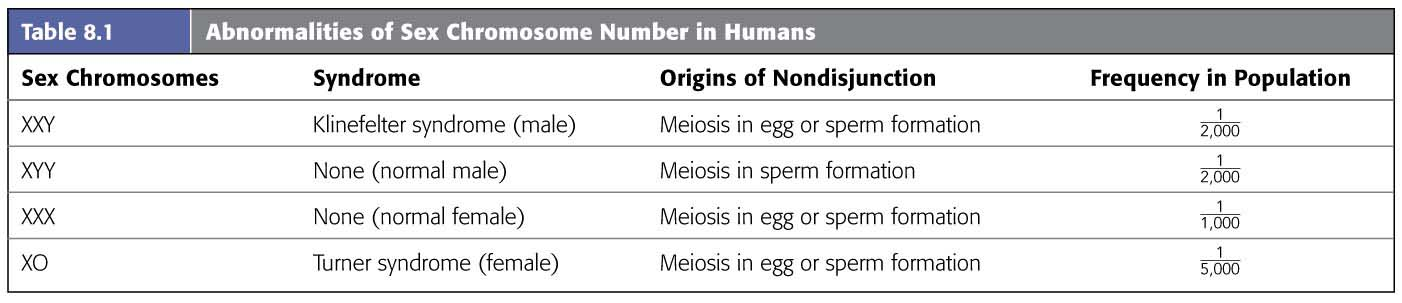 Table 8.1 Abnormalities of Sex Chromosome Number in Humans
Sex Chromosomes Syndrome Origins of Nondisjunction Frequency in Population
XXY Klinefelter syndrome (male) Meiosis in egg or sperm formation 1/2,000
XYY None (normal male) Meiosis in sperm formation 1/2,000
XXX None (normal female) Meiosis in egg or sperm formation 1/1,000
XO Turner syndrome (female) Meiosis in egg or sperm formation 1/5,000